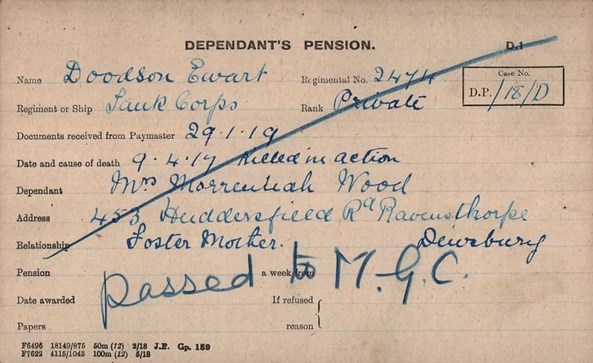 DEPENDANT'S PENSION. D.1
Name Doodson Ewart Regimental No. 2474
Case No.
D.P./18/D
Regiment or Ship Tank Corps Rank Private
Documents received from Paymaster 29.1.19
Date and cause of death 9.4.17 Killed in action
Dependant Mrs Wood
Address 453 Huddersfield Rd Ravensthorpe
Relationship Foster Mother. Dewsbury
Pension a week from
passed to M.G.C.
Date awarded If refused
Papers reason
F6496 18149/875 50m (12) 2/18 J.P. Gp. 159
F7622 4115/1043 100m (12) 5/18